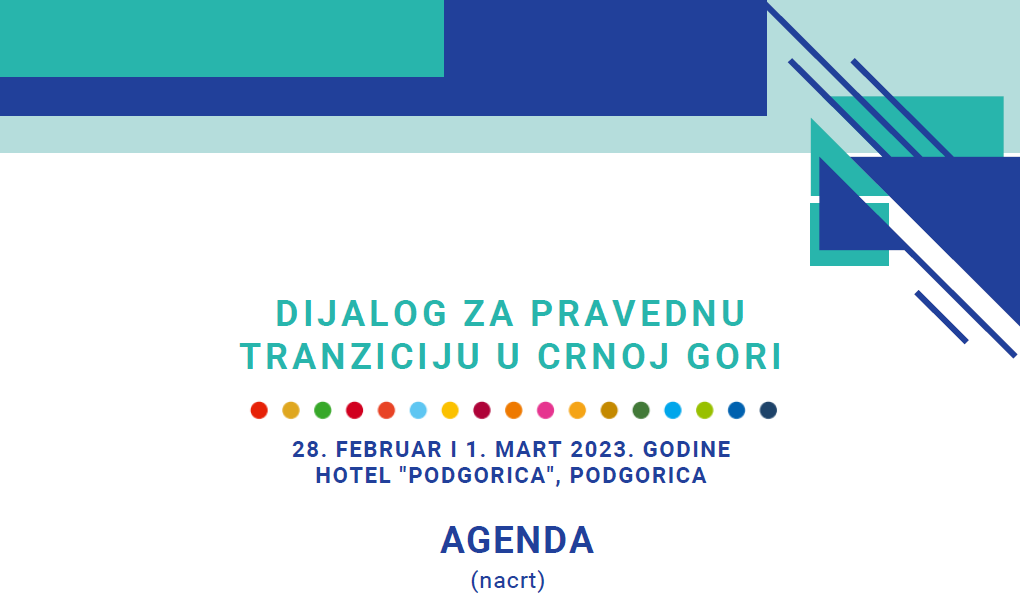 DIJALOG ZA PRAVEDNU
TRANZICIJU U CRNOJ GORI
28. FEBRUAR I 1. MART 2023. GODINE
HOTEL "PODGORICA", PODGORICA
AGENDA
(nacrt)